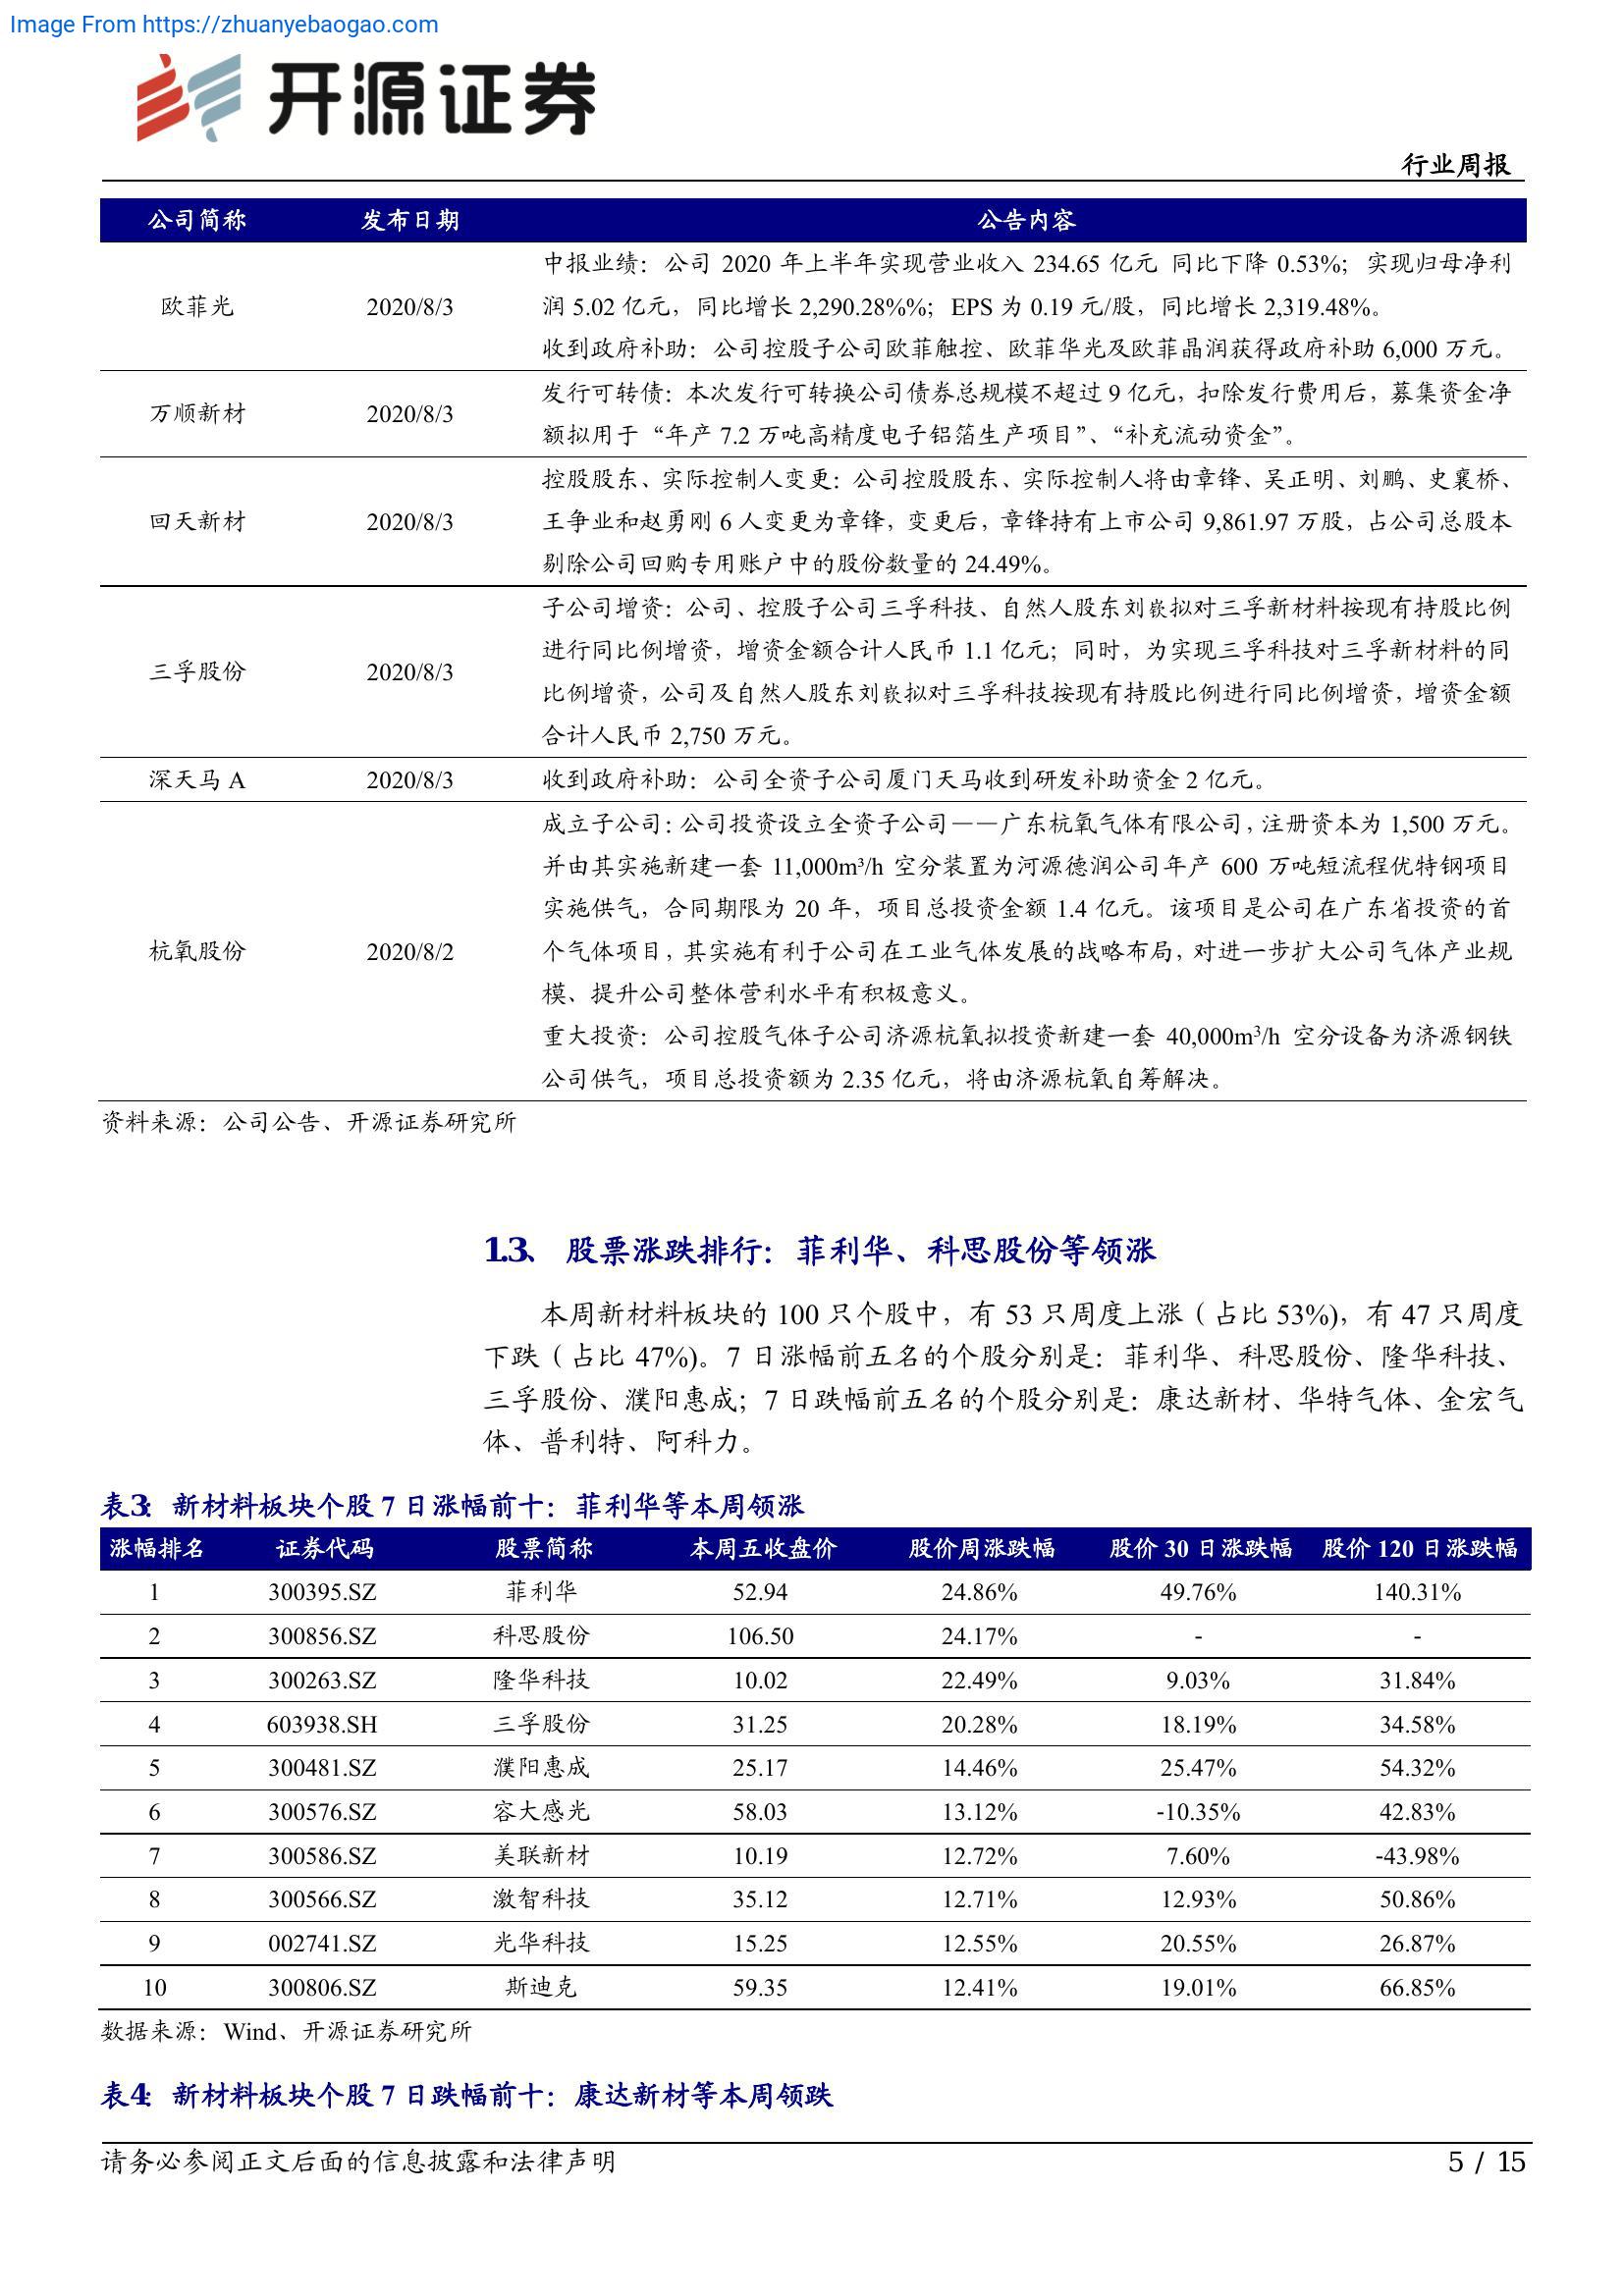 Image From https://zhuanyebaogao.com
开源证券
行业周报
公司简称 发布日期 公告内容
中报业绩：公司 2020 年上半年实现营业收入 234.65 亿元 同比下降 0.53%；实现归母净利
欧菲光 2020/8/3 润 5.02 亿元，同比增长 2,290.28%%；EPS 为 0.19 元/股，同比增长 2,319.48%。
收到政府补助：公司控股子公司欧菲触控、欧菲华光及欧菲晶润获得政府补助 6,000 万元。
发行可转债：本次发行可转换公司债券总规模不超过 9 亿元，扣除发行费用后，募集资金净
万顺新材 2020/8/3
额拟用于“年产 7.2 万吨高精度电子铝箔生产项目”、“补充流动资金”。
控股股东、实际控制人变更：公司控股股东、实际控制人将由章锋、吴正明、刘鹏、史襄桥、
回天新材 2020/8/3 王争业和赵勇刚 6 人变更为章锋，变更后，章锋持有上市公司 9,861.97 万股，占公司总股本
剔除公司回购专用账户中的股份数量的 24.49%。
子公司增资：公司、控股子公司三孚科技、自然人股东刘嵚拟对三孚新材料按现有持股比例
进行同比例增资，增资金额合计人民币 1.1 亿元；同时，为实现三孚科技对三孚新材料的同
三孚股份 2020/8/3
比例增资，公司及自然人股东刘嵚拟对三孚科技按现有持股比例进行同比例增资，增资金额
合计人民币 2,750 万元。
深天马 A 2020/8/3 收到政府补助：公司全资子公司厦门天马收到研发补助资金 2 亿元。
成立子公司：公司投资设立全资子公司——广东杭氧气体有限公司，注册资本为 1,500 万元。
并由其实施新建一套 11,000m³/h 空分装置为河源德润公司年产 600 万吨短流程优特钢项目
实施供气，合同期限为 20 年，项目总投资金额 1.4 亿元。该项目是公司在广东省投资的首
杭氧股份 2020/8/2 个气体项目，其实施有利于公司在工业气体发展的战略布局，对进一步扩大公司气体产业规
模、提升公司整体营利水平有积极意义。
重大投资：公司控股气体子公司济源杭氧拟投资新建一套 40,000m³/h 空分设备为济源钢铁
公司供气，项目总投资额为 2.35 亿元，将由济源杭氧自筹解决。
资料来源：公司公告、开源证券研究所
1.3、 股票涨跌排行：菲利华、科思股份等领涨
本周新材料板块的 100 只个股中，有 53 只周度上涨（占比 53%)，有 47 只周度
下跌（占比 47%)。7 日涨幅前五名的个股分别是：菲利华、科思股份、隆华科技、
三孚股份、濮阳惠成；7 日跌幅前五名的个股分别是：康达新材、华特气体、金宏气
体、普利特、阿科力。
表3：新材料板块个股 7 日涨幅前十：菲利华等本周领涨
涨幅排名 证券代码 股票简称 本周五收盘价 股价周涨跌幅 股价 30 日涨跌幅 股价 120 日涨跌幅
1 300395.SZ 菲利华 52.94 24.86% 49.76% 140.31%
2 300856.SZ 科思股份 106.50 24.17% - -
3 300263.SZ 隆华科技 10.02 22.49% 9.03% 31.84%
4 603938.SH 三孚股份 31.25 20.28% 18.19% 34.58%
5 300481.SZ 濮阳惠成 25.17 14.46% 25.47% 54.32%
6 300576.SZ 容大感光 58.03 13.12% -10.35% 42.83%
7 300586.SZ 美联新材 10.19 12.72% 7.60% -43.98%
8 300566.SZ 激智科技 35.12 12.71% 12.93% 50.86%
9 002741.SZ 光华科技 15.25 12.55% 20.55% 26.87%
10 300806.SZ 斯迪克 59.35 12.41% 19.01% 66.85%
数据来源：Wind、开源证券研究所
表4：新材料板块个股 7 日跌幅前十：康达新材等本周领跌
请务必参阅正文后面的信息披露和法律声明 5 / 15